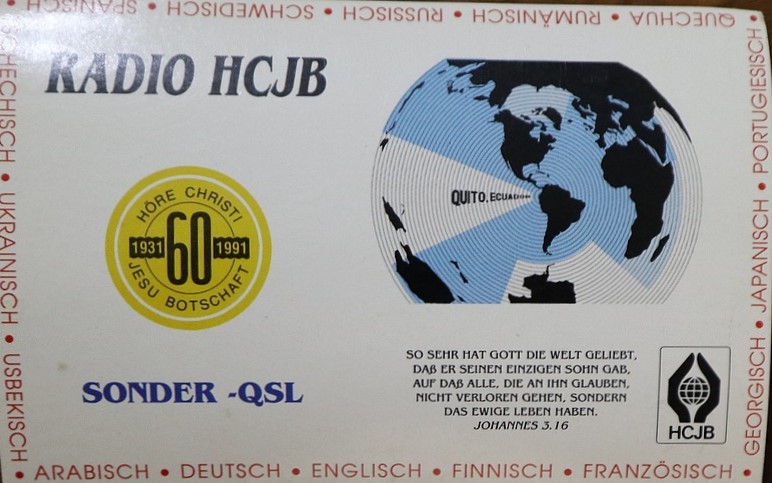 SPANISCH • SCHWEDISCH • RUSSISCH • RUMÄNISCH • QUECHUA
RADIO HCJB
QUITO, ECUADOR
HÖRE CHRISTI
1931 60 1991
JESU BOTSCHAFT
SONDER -QSL
SO SEHR HAT GOTT DIE WELT GELIEBT,
DAß ER SEINEN EINZIGEN SOHN GAB,
AUF DAß ALLE, DIE AN IHN GLAUBEN,
NICHT VERLOREN GEHEN, SONDERN
DAS EWIGE LEBEN HABEN.
JOHANNES 3.16
HCJB
TSCHECHISCH • UKRAINISCH • USBEKISCH
GEORGISCH • JAPANISCH • PORTUGIESISCH
• ARABISCH • DEUTSCH • ENGLISCH • FINNISCH • FRANZÖSISCH •